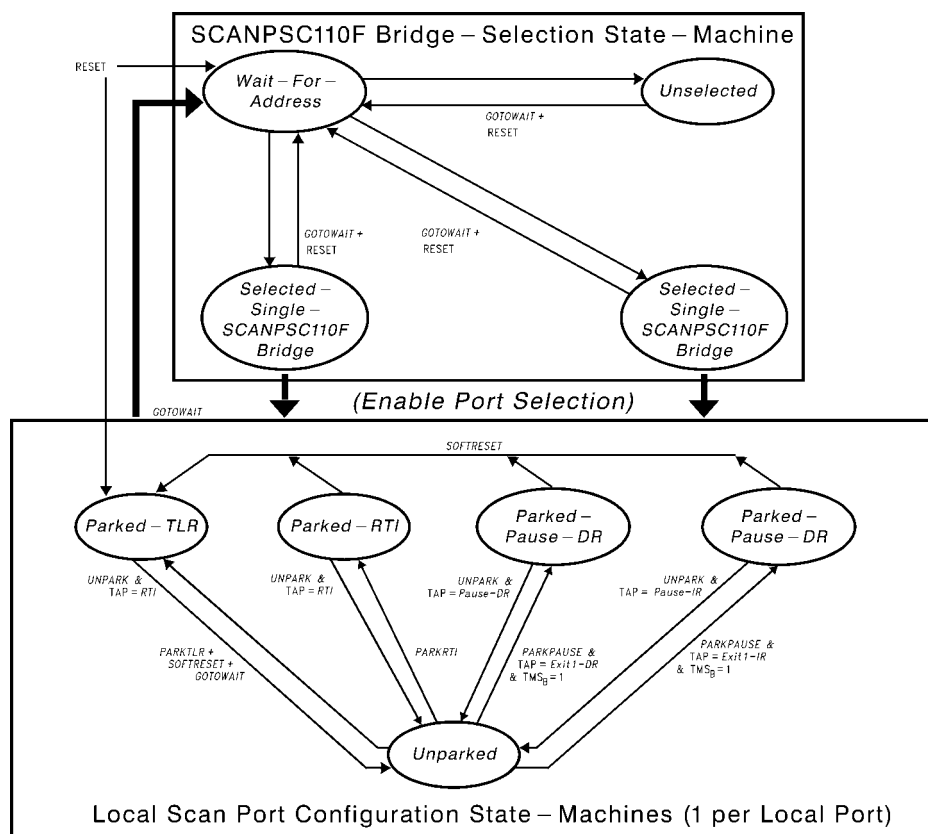 SCANPSC110F Bridge – Selection State – Machine
RESET
Wait – For –
Address
Unselected
GOTOWAIT +
RESET
GOTOWAIT +
RESET
GOTOWAIT +
RESET
Selected –
Single –
SCANPSC110F
Bridge
Selected –
Single –
SCANPSC110F
Bridge
GOTOWAIT
(Enable Port Selection)
SOFTRESET
Parked – TLR
Parked – RTI
Parked –
Pause – DR
Parked –
Pause – DR
UNPARK &
TAP = RTI
UNPARK &
TAP = RTI
UNPARK &
TAP = Pause-DR
UNPARK &
TAP = Pause-IR
PARKTLR +
SOFTRESET +
GOTOWAIT
PARKRTI
PARKPAUSE &
TAP = Exit1-DR
& TMSB = 1
PARKPAUSE &
TAP = Exit1-IR
& TMSB = 1
Unparked
Local Scan Port Configuration State – Machines (1 per Local Port)